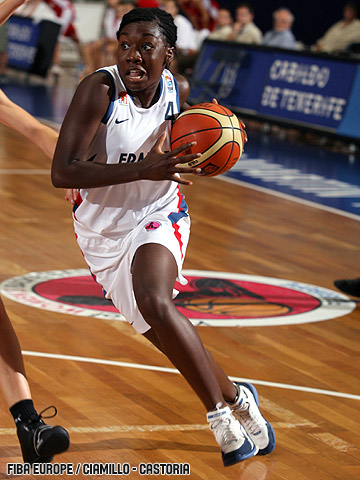 CABILDO
DE TENERIFE
FRA
4
FIBA EUROPE / CIAMILLO - CASTORIA